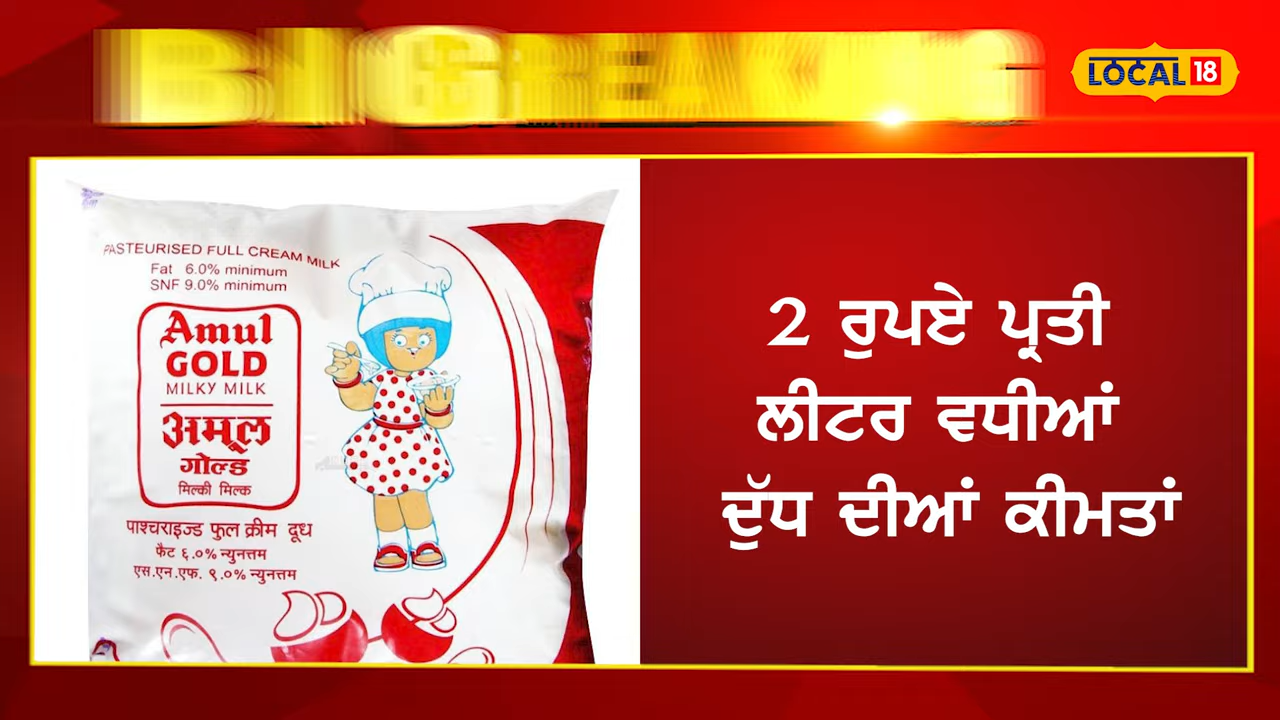 LOCAL 18
PASTEURISED FULL CREAM MILK
Fat 6.0% minimum
SNF 9.0% minimum
Amul
GOLD
MILKY MILK
अमूल
गोल्ड
मिल्की मिल्क
पाश्चराइज्ड फुल क्रीम दूध
फैट ६.०% न्युनत्तम
एस.एन.एफ. ९.०% न्युनत्तम
2 ਰੁਪਏ ਪ੍ਰਤੀ
ਲੀਟਰ ਵਧੀਆਂ
ਦੁੱਧ ਦੀਆਂ ਕੀਮਤਾਂ